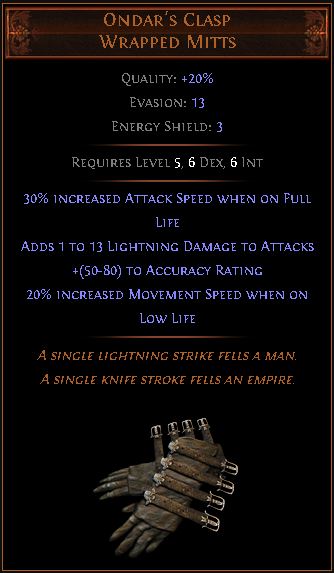 Ondar's Clasp
Wrapped Mitts
Quality: +20%
Evasion: 13
Energy Shield: 3
Requires Level 5, 6 Dex, 6 Int
30% increased Attack Speed when on Full
Life
Adds 1 to 13 Lightning Damage to Attacks
+(50-80) to Accuracy Rating
20% increased Movement Speed when on
Low Life
A single lightning strike fells a man.
A single knife stroke fells an empire.